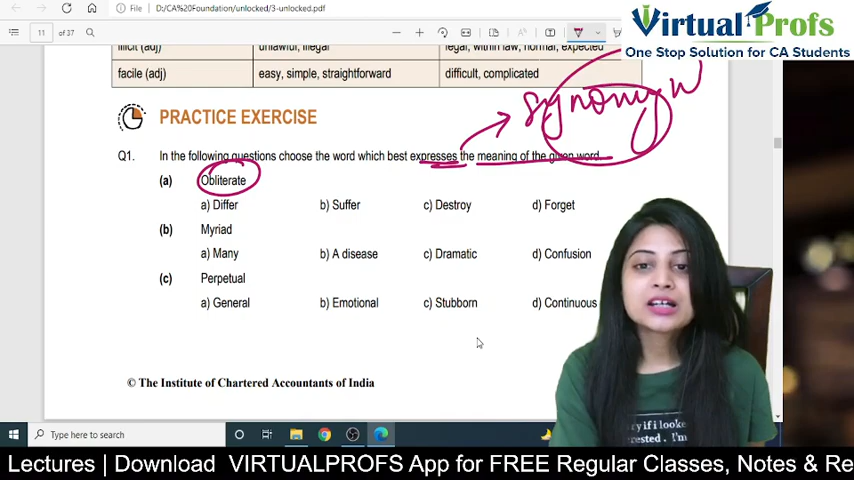 File
D:/CA%20Foundation/unlocked/3-unlocked.pdf
Virtual Profs
One Stop Solution for CA Students
11 of 37
illicit (adj) unlawful, illegal legal, within law, normal, expected
facile (adj) easy, simple, straightforward difficult, complicated
synonym
PRACTICE EXERCISE
Q1. In the following questions choose the word which best expresses the meaning of the given word.
(a) Obliterate
a) Differ b) Suffer c) Destroy d) Forget
(b) Myriad
a) Many b) A disease c) Dramatic d) Confusion
(c) Perpetual
a) General b) Emotional c) Stubborn d) Continuous
© The Institute of Chartered Accountants of India
Type here to search
Lectures | Download VIRTUALPROFS App for FREE Regular Classes, Notes & Re